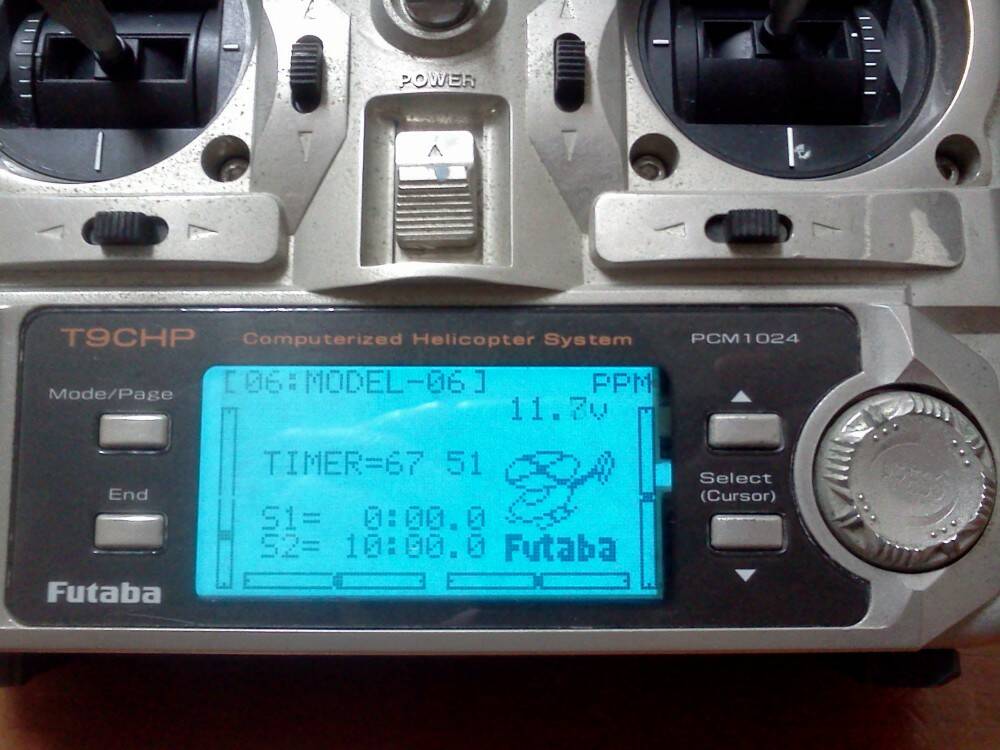 POWER
T9CHP Computerized Helicopter System PCM1024
Mode/Page
End
Futaba
[06:MODEL-06] PPM
11.7v
TIMER=67 51
S1= 0:00.0
S2= 10:00.0 Futaba
Select
(Cursor)